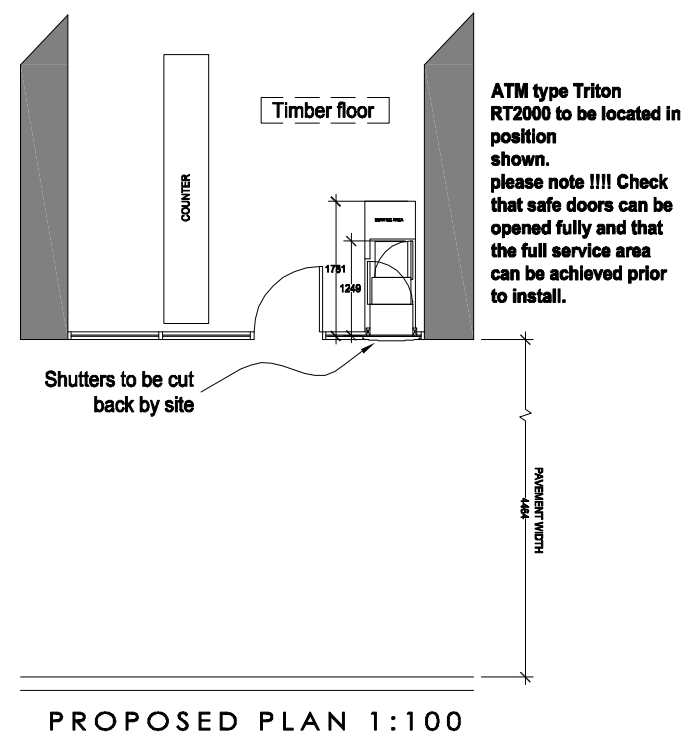 ATM type Triton
RT2000 to be located in
position
shown.
please note !!!! Check
that safe doors can be
opened fully and that
the full service area
can be achieved prior
to install.
Timber floor
COUNTER
SERVICE AREA
1751
1249
Shutters to be cut
back by site
PAVEMENT WIDTH
4464
PROPOSED PLAN 1:100